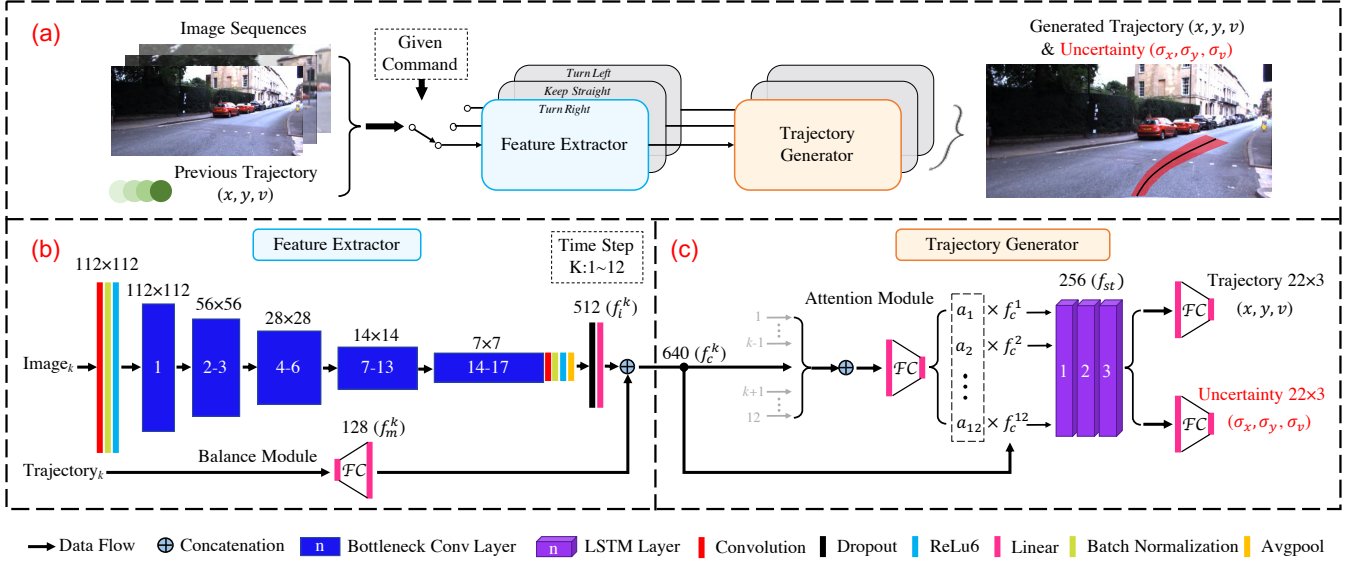 (a)
Image Sequences
Previous Trajectory
(x, y, v)
Given
Command
Turn Left
Keep Straight
Turn Right
Feature Extractor
Trajectory
Generator
Generated Trajectory (x, y, v)
& Uncertainty (σx, σy, σv)
(b)
Feature Extractor
Time Step
K:1~12
112×112
112×112
56×56
28×28
14×14
7×7
512 (f_i^k)
Image_k
1
2-3
4-6
7-13
14-17
128 (f_m^k)
Balance Module
Trajectory_k
FC
640 (f_c^k)
(c)
Trajectory Generator
Attention Module
1
⋮
k-1
k+1
⋮
12
FC
a_1 × f_c^1
a_2 × f_c^2
⋮
a_12 × f_c^12
256 (f_st)
1 2 3
FC
Trajectory 22×3
(x, y, v)
FC
Uncertainty 22×3
(σx, σy, σv)
Data Flow
Concatenation
n Bottleneck Conv Layer
n LSTM Layer
Convolution
Dropout
ReLu6
Linear
Batch Normalization
Avgpool